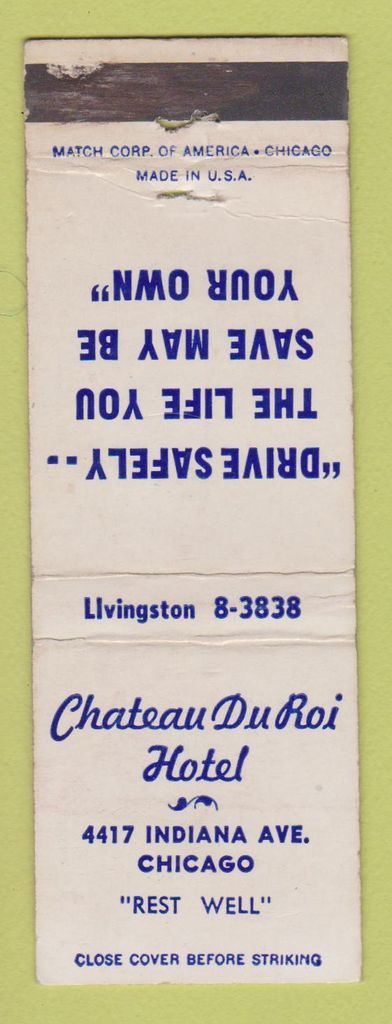 MATCH CORP. OF AMERICA • CHICAGO
MADE IN U.S.A.
"DRIVE SAFELY..
THE LIFE YOU
SAVE MAY BE
YOUR OWN"
LIvingston 8-3838
Chateau Du Roi
Hotel
4417 INDIANA AVE.
CHICAGO
"REST WELL"
CLOSE COVER BEFORE STRIKING